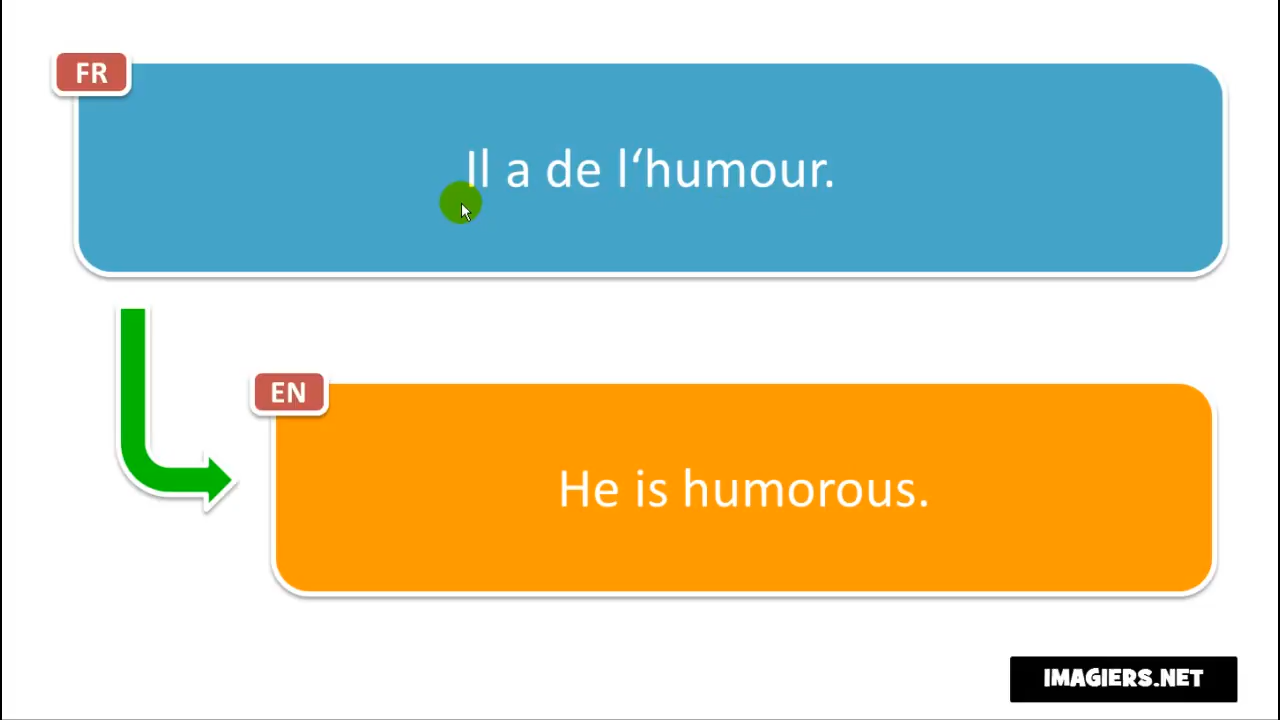 FR
Il a de l‘humour.
EN
He is humorous.
IMAGIERS.NET